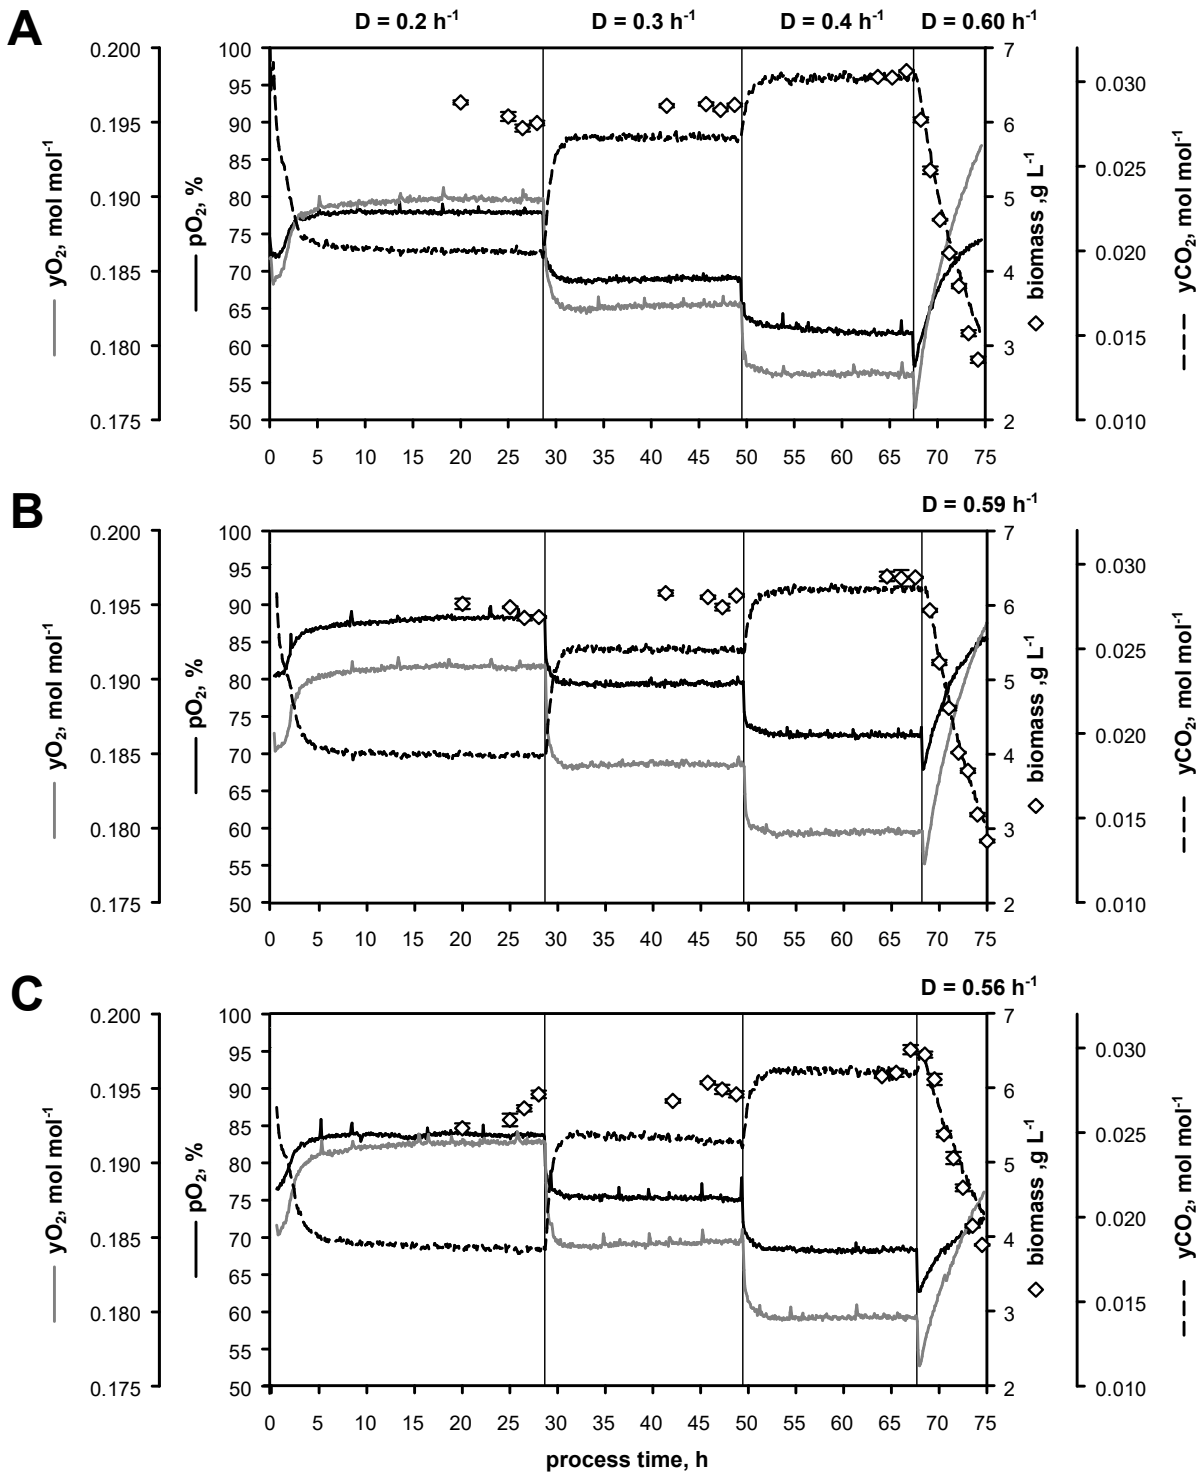 A
D = 0.2 h-1 D = 0.3 h-1 D = 0.4 h-1 D = 0.60 h-1
0.200 100 7
95 0.030
0.195 90 6
85 0.025
0.190 80 5
75 0.020
0.185 70 4
65 0.015
0.180 60 3
55
0.175 50 2 0.010
yO2, mol mol-1
pO2, %
biomass ,g L-1
yCO2, mol mol-1
0 5 10 15 20 25 30 35 40 45 50 55 60 65 70 75
B
D = 0.59 h-1
0.200 100 7
95 0.030
0.195 90 6
85 0.025
0.190 80 5
75 0.020
0.185 70 4
65 0.015
0.180 60 3
55
0.175 50 2 0.010
yO2, mol mol-1
pO2, %
biomass ,g L-1
yCO2, mol mol-1
0 5 10 15 20 25 30 35 40 45 50 55 60 65 70 75
C
D = 0.56 h-1
0.200 100 7
95 0.030
0.195 90 6
85 0.025
0.190 80 5
75 0.020
0.185 70 4
65 0.015
0.180 60 3
55
0.175 50 2 0.010
yO2, mol mol-1
pO2, %
biomass ,g L-1
yCO2, mol mol-1
0 5 10 15 20 25 30 35 40 45 50 55 60 65 70 75
process time, h